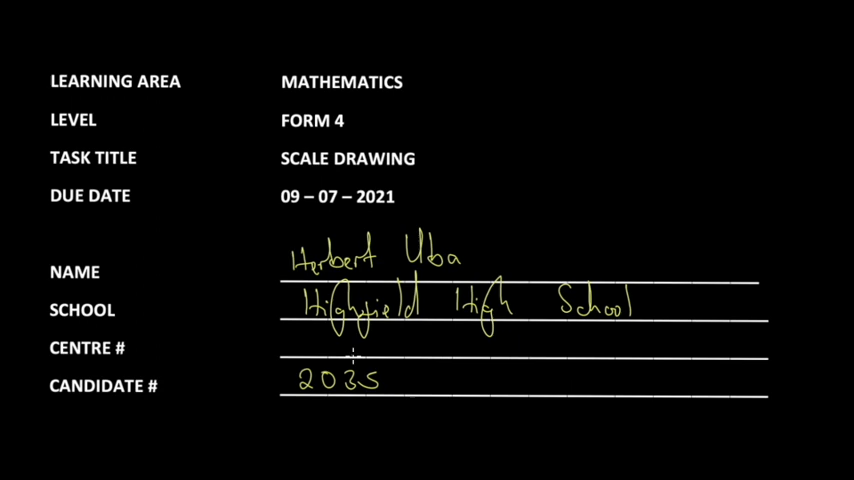 LEARNING AREA MATHEMATICS
LEVEL FORM 4
TASK TITLE SCALE DRAWING
DUE DATE 09 – 07 – 2021
NAME Herbert Uba
SCHOOL Highfield High School
CENTRE #
CANDIDATE # 2035